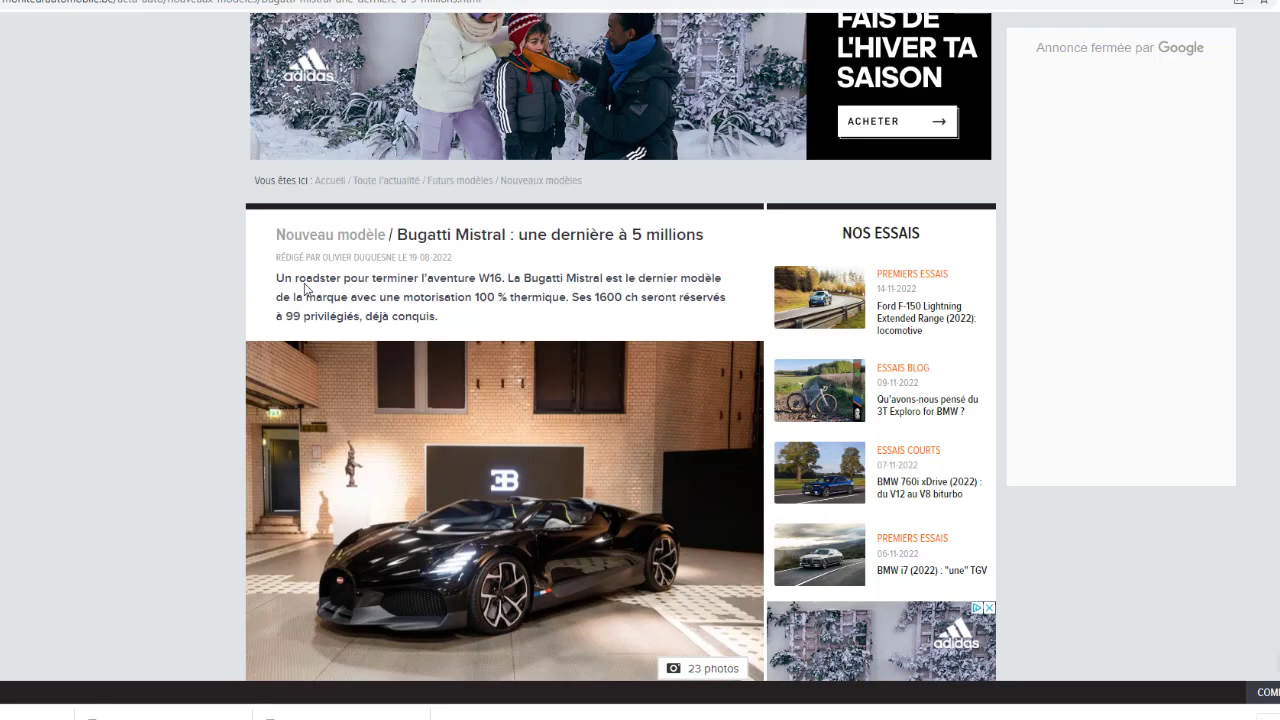 FAIS DE
L'HIVER TA
SAISON
adidas
ACHETER
Annonce fermée par Google
Vous êtes ici : Accueil / Toute l'actualité / Futurs modèles / Nouveaux modèles
Nouveau modèle / Bugatti Mistral : une dernière à 5 millions
RÉDIGÉ PAR OLIVIER DUQUESNE LE 19-08-2022
Un roadster pour terminer l'aventure W16. La Bugatti Mistral est le dernier modèle
de la marque avec une motorisation 100 % thermique. Ses 1600 ch seront réservés
à 99 privilégiés, déjà conquis.
23 photos
NOS ESSAIS
PREMIERS ESSAIS
14-11-2022
Ford F-150 Lightning
Extended Range (2022):
locomotive
ESSAIS BLOG
09-11-2022
Qu'avons-nous pensé du
3T Exploro for BMW ?
ESSAIS COURTS
07-11-2022
BMW 760i xDrive (2022) :
du V12 au V8 biturbo
PREMIERS ESSAIS
06-11-2022
BMW i7 (2022) : "une" TGV
adidas